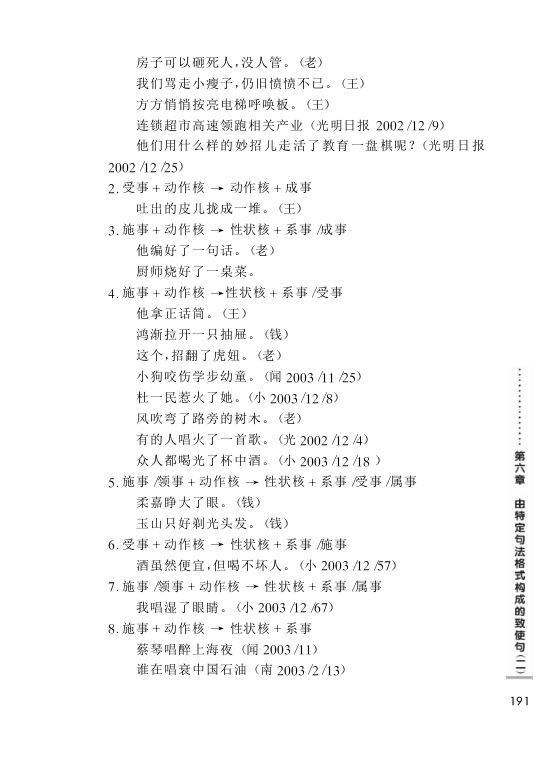 房子可以砸死人,没人管。(老)
我们骂走小瘦子,仍旧愤愤不已。(王)
方方悄悄按亮电梯呼唤板。(王)
连锁超市高速领跑相关产业(光明日报 2002/12/9)
他们用什么样的妙招儿走活了教育一盘棋呢?(光明日报
2002/12/25)
2. 受事+动作核 → 动作核+成事
吐出的皮儿拢成一堆。(王)
3. 施事+动作核 → 性状核+系事/成事
他编好了一句话。(老)
厨师烧好了一桌菜。
4. 施事+动作核 →性状核+系事/受事
他拿正话筒。(王)
鸿渐拉开一只抽屉。(钱)
这个,招翻了虎妞。(老)
小狗咬伤学步幼童。(闻 2003/11/25)
杜一民惹火了她。(小 2003/12/8)
风吹弯了路旁的树木。(老)
有的人唱火了一首歌。(光 2002/12/4)
众人都喝光了杯中酒。(小 2003/12/18 )
5. 施事/领事+动作核 → 性状核+系事/受事/属事
柔嘉睁大了眼。(钱)
玉山只好剃光头发。(钱)
6. 受事+动作核 → 性状核+系事/施事
酒虽然便宜,但喝不坏人。(小 2003/12/57)
7. 施事/领事+动作核 → 性状核+系事/属事
我唱湿了眼睛。(小 2003/12/67)
8. 施事+动作核 → 性状核+系事
蔡琴唱醉上海夜(闻 2003/11)
谁在唱衰中国石油(南 2003/2/13)
第六章 由特定句法格式构成的致使句(二)
191